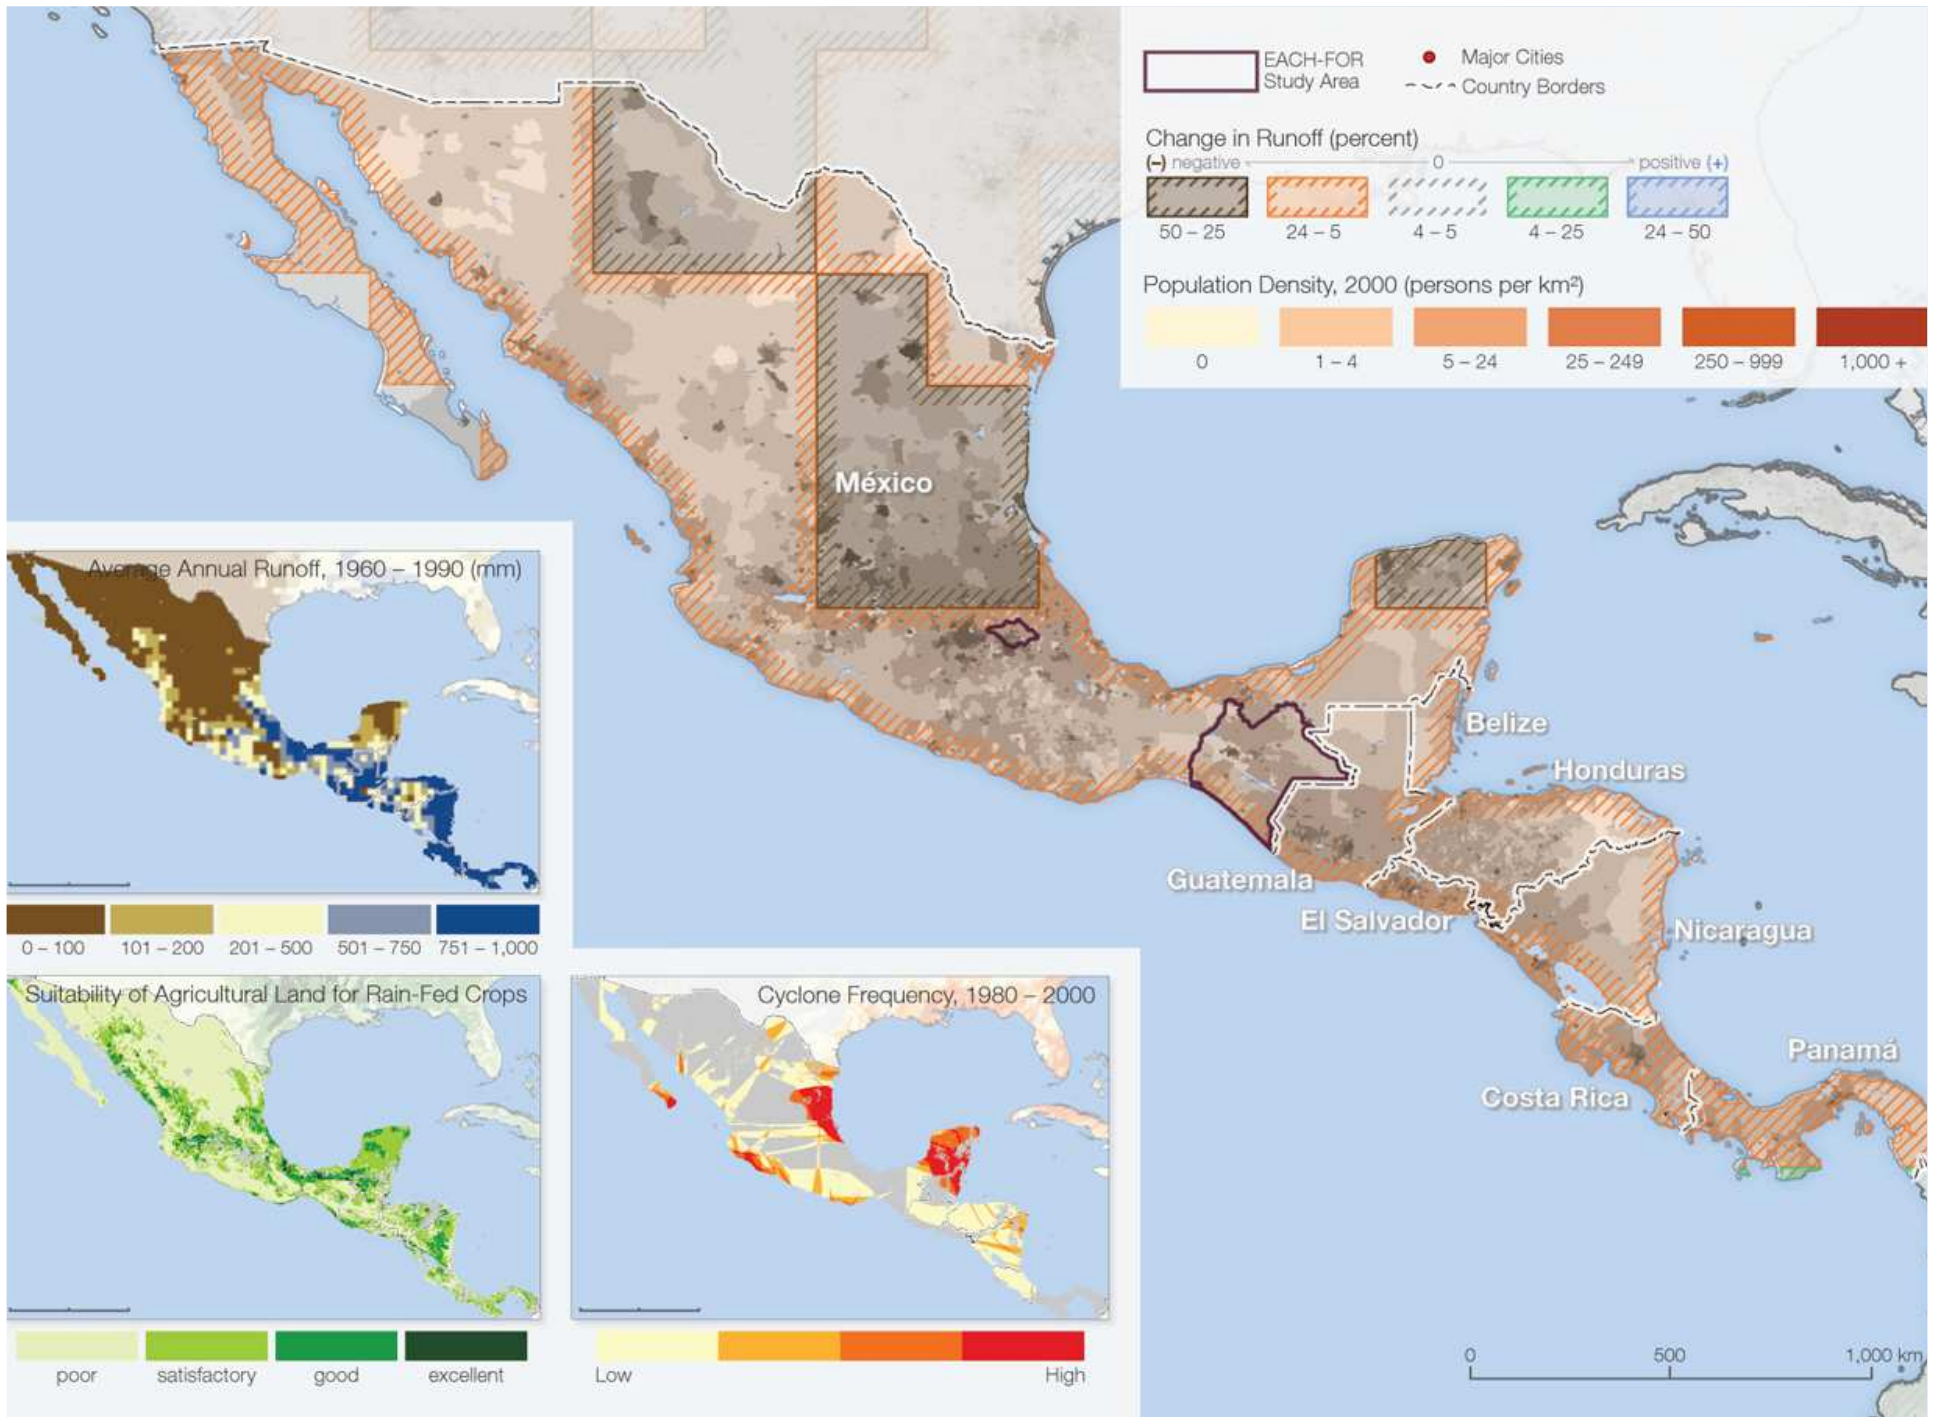 EACH-FOR
Study Area
Major Cities
Country Borders
Change in Runoff (percent)
(–) negative 0 positive (+)
50 – 25 24 – 5 4 – 5 4 – 25 24 – 50
Population Density, 2000 (persons per km²)
0 1 – 4 5 – 24 25 – 249 250 – 999 1,000 +
México
Belize
Honduras
Guatemala
El Salvador
Nicaragua
Costa Rica
Panamá
Average Annual Runoff, 1960 – 1990 (mm)
0 – 100 101 – 200 201 – 500 501 – 750 751 – 1,000
Suitability of Agricultural Land for Rain-Fed Crops
poor satisfactory good excellent
Cyclone Frequency, 1980 – 2000
Low High
0 500 1,000 km